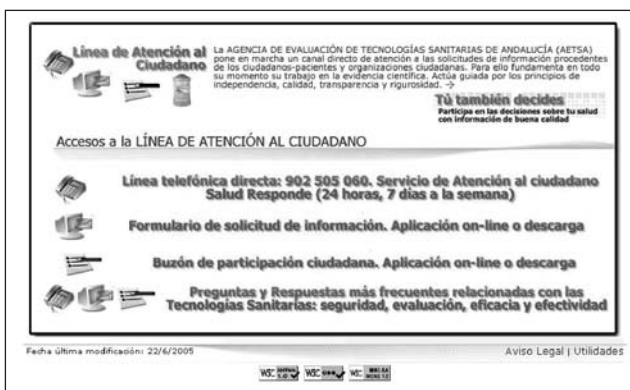 Línea de Atención al
Ciudadano
La AGENCIA DE EVALUACIÓN DE TECNOLOGÍAS SANITARIAS DE ANDALUCÍA (AETSA)
pone en marcha un canal directo de atención a las solicitudes de información procedentes
de los ciudadanos-pacientes y organizaciones ciudadanas. Para ello fundamenta en todo
su momento su trabajo en la evidencia científica. Actúa guiada por los principios de
independencia, calidad, transparencia y rigurosidad. →
Tú también decides
Participa en las decisiones sobre tu salud
con información de buena calidad
Accesos a la LÍNEA DE ATENCIÓN AL CIUDADANO
Línea telefónica directa: 902 505 060. Servicio de Atención al ciudadano
Salud Responde (24 horas, 7 días a la semana)
Formulario de solicitud de información. Aplicación on-line o descarga
Buzón de participación ciudadana. Aplicación on-line o descarga
Preguntas y Respuestas más frecuentes relacionadas con las
Tecnologías Sanitarias: seguridad, evaluación, eficacia y efectividad
Fecha última modificación: 22/6/2005
Aviso Legal | Utilidades
W3C W3C css W3C